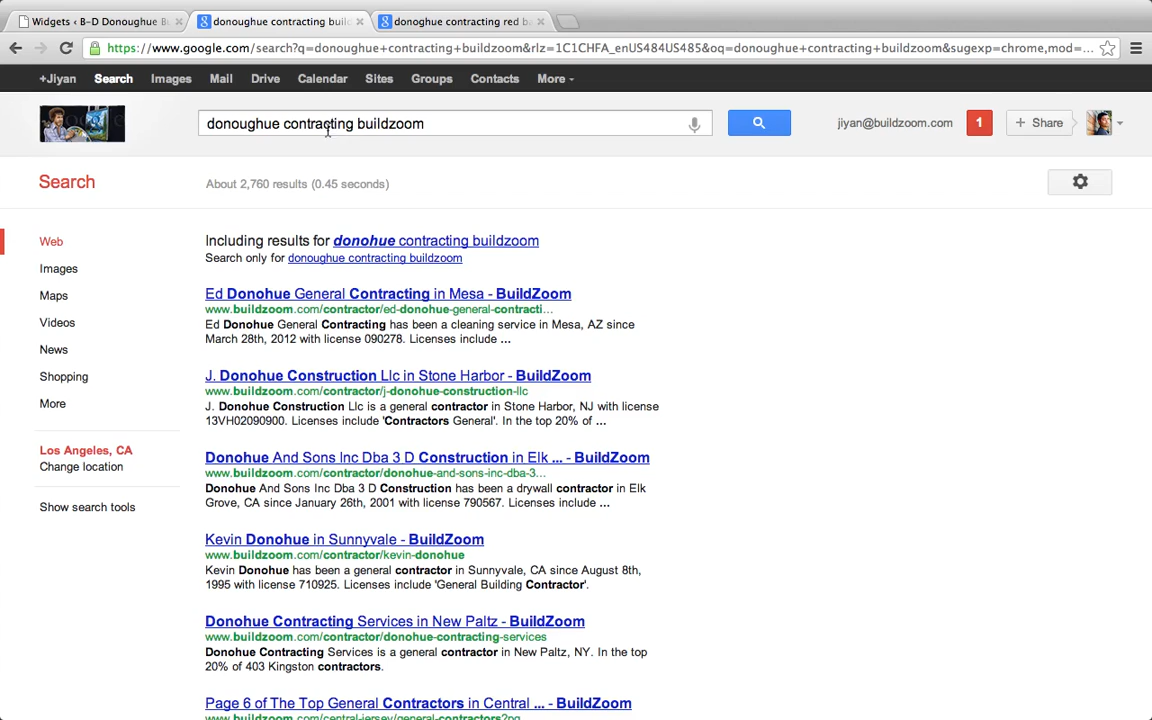 Widgets ‹ B-D Donoughue B
donoughue contracting build
donoghue contracting red ba
https://www.google.com/search?q=donoughue+contracting+buildzoom&rlz=1C1CHFA_enUS484US485&oq=donoughue+contracting+buildzoom&sugexp=chrome,mod=...
+Jiyan Search Images Mail Drive Calendar Sites Groups Contacts More
donoughue contracting buildzoom
jiyan@buildzoom.com 1 + Share
Search About 2,760 results (0.45 seconds)
Web
Images
Maps
Videos
News
Shopping
More
Los Angeles, CA
Change location
Show search tools
Including results for donohue contracting buildzoom
Search only for donoughue contracting buildzoom
Ed Donohue General Contracting in Mesa - BuildZoom
www.buildzoom.com/contractor/ed-donohue-general-contracti...
Ed Donohue General Contracting has been a cleaning service in Mesa, AZ since
March 28th, 2012 with license 090278. Licenses include ...
J. Donohue Construction Llc in Stone Harbor - BuildZoom
www.buildzoom.com/contractor/j-donohue-construction-llc
J. Donohue Construction Llc is a general contractor in Stone Harbor, NJ with license
13VH02090900. Licenses include 'Contractors General'. In the top 20% of ...
Donohue And Sons Inc Dba 3 D Construction in Elk ... - BuildZoom
www.buildzoom.com/contractor/donohue-and-sons-inc-dba-3...
Donohue And Sons Inc Dba 3 D Construction has been a drywall contractor in Elk
Grove, CA since January 26th, 2001 with license 790567. Licenses include ...
Kevin Donohue in Sunnyvale - BuildZoom
www.buildzoom.com/contractor/kevin-donohue
Kevin Donohue has been a general contractor in Sunnyvale, CA since August 8th,
1995 with license 710925. Licenses include 'General Building Contractor'.
Donohue Contracting Services in New Paltz - BuildZoom
www.buildzoom.com/contractor/donohue-contracting-services
Donohue Contracting Services is a general contractor in New Paltz, NY. In the top
20% of 403 Kingston contractors.
Page 6 of The Top General Contractors in Central ... - BuildZoom
www.buildzoom.com/central-jersey/general-contractors?pg